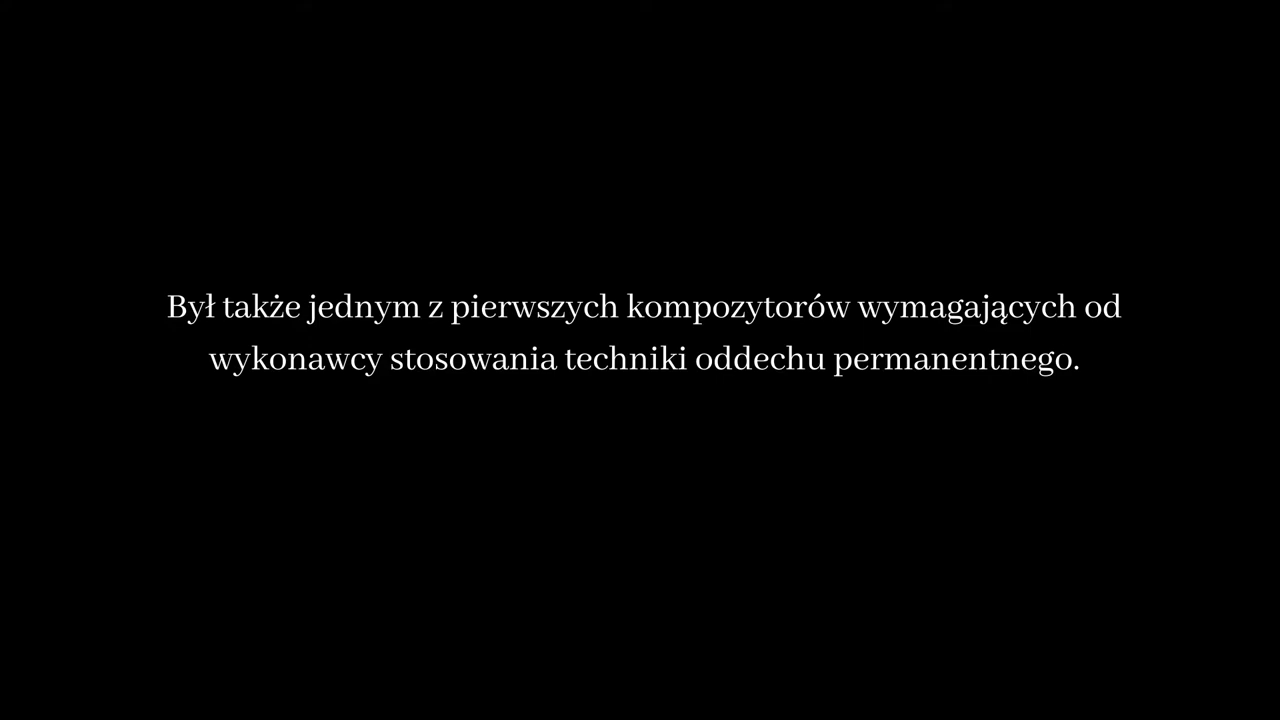 Był także jednym z pierwszych kompozytorów wymagających od
wykonawcy stosowania techniki oddechu permanentnego.